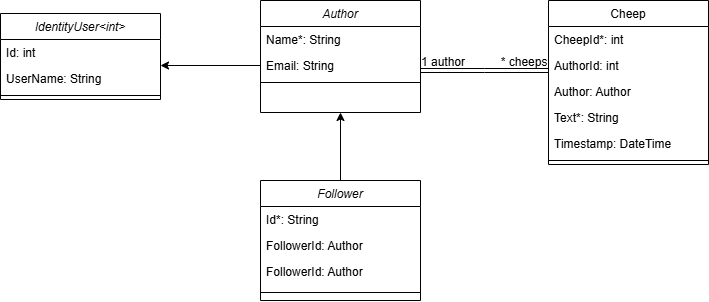 IdentityUser<int>
Id: int
UserName: String
Author
Name*: String
Email: String
1 author
* cheeps
Cheep
CheepId*: int
AuthorId: int
Author: Author
Text*: String
Timestamp: DateTime
Follower
Id*: String
FollowerId: Author
FollowerId: Author